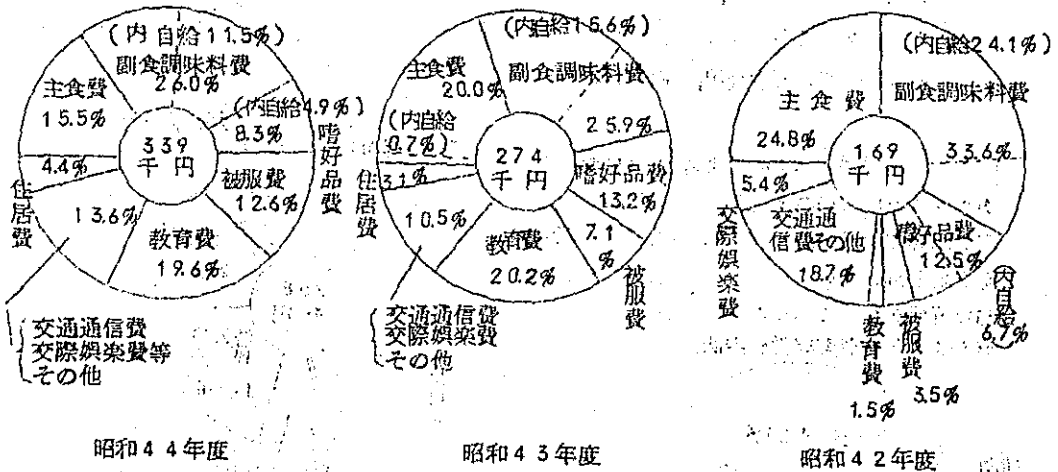 (内自給11.5%)
副食調味料費
26.0%
主食費
15.5%
(内自給4.9%)
8.3%
嗜好品費
339
千円
4.4%
住居費
被服費
12.6%
13.6%
教育費
19.6%
交通通信費
交際娯楽費等
その他
昭和44年度
(内自給15.6%)
主食費
20.0%
副食調味料費
25.9%
(内自給
0.7%)
274
千円
3.1%
住居費
嗜好品費
13.2%
10.5%
教育費
20.2%
7.1
%
被服費
交通通信費
交際娯楽費
その他
昭和43年度
(内自給24.1%)
主食費
24.8%
副食調味料費
33.6%
169
千円
5.4%
交際娯楽費
交通通
信費その他
18.7%
嗜好品費
12.5%
(内自給
6.7%)
教育費
1.5%
被服費
3.5%
昭和42年度